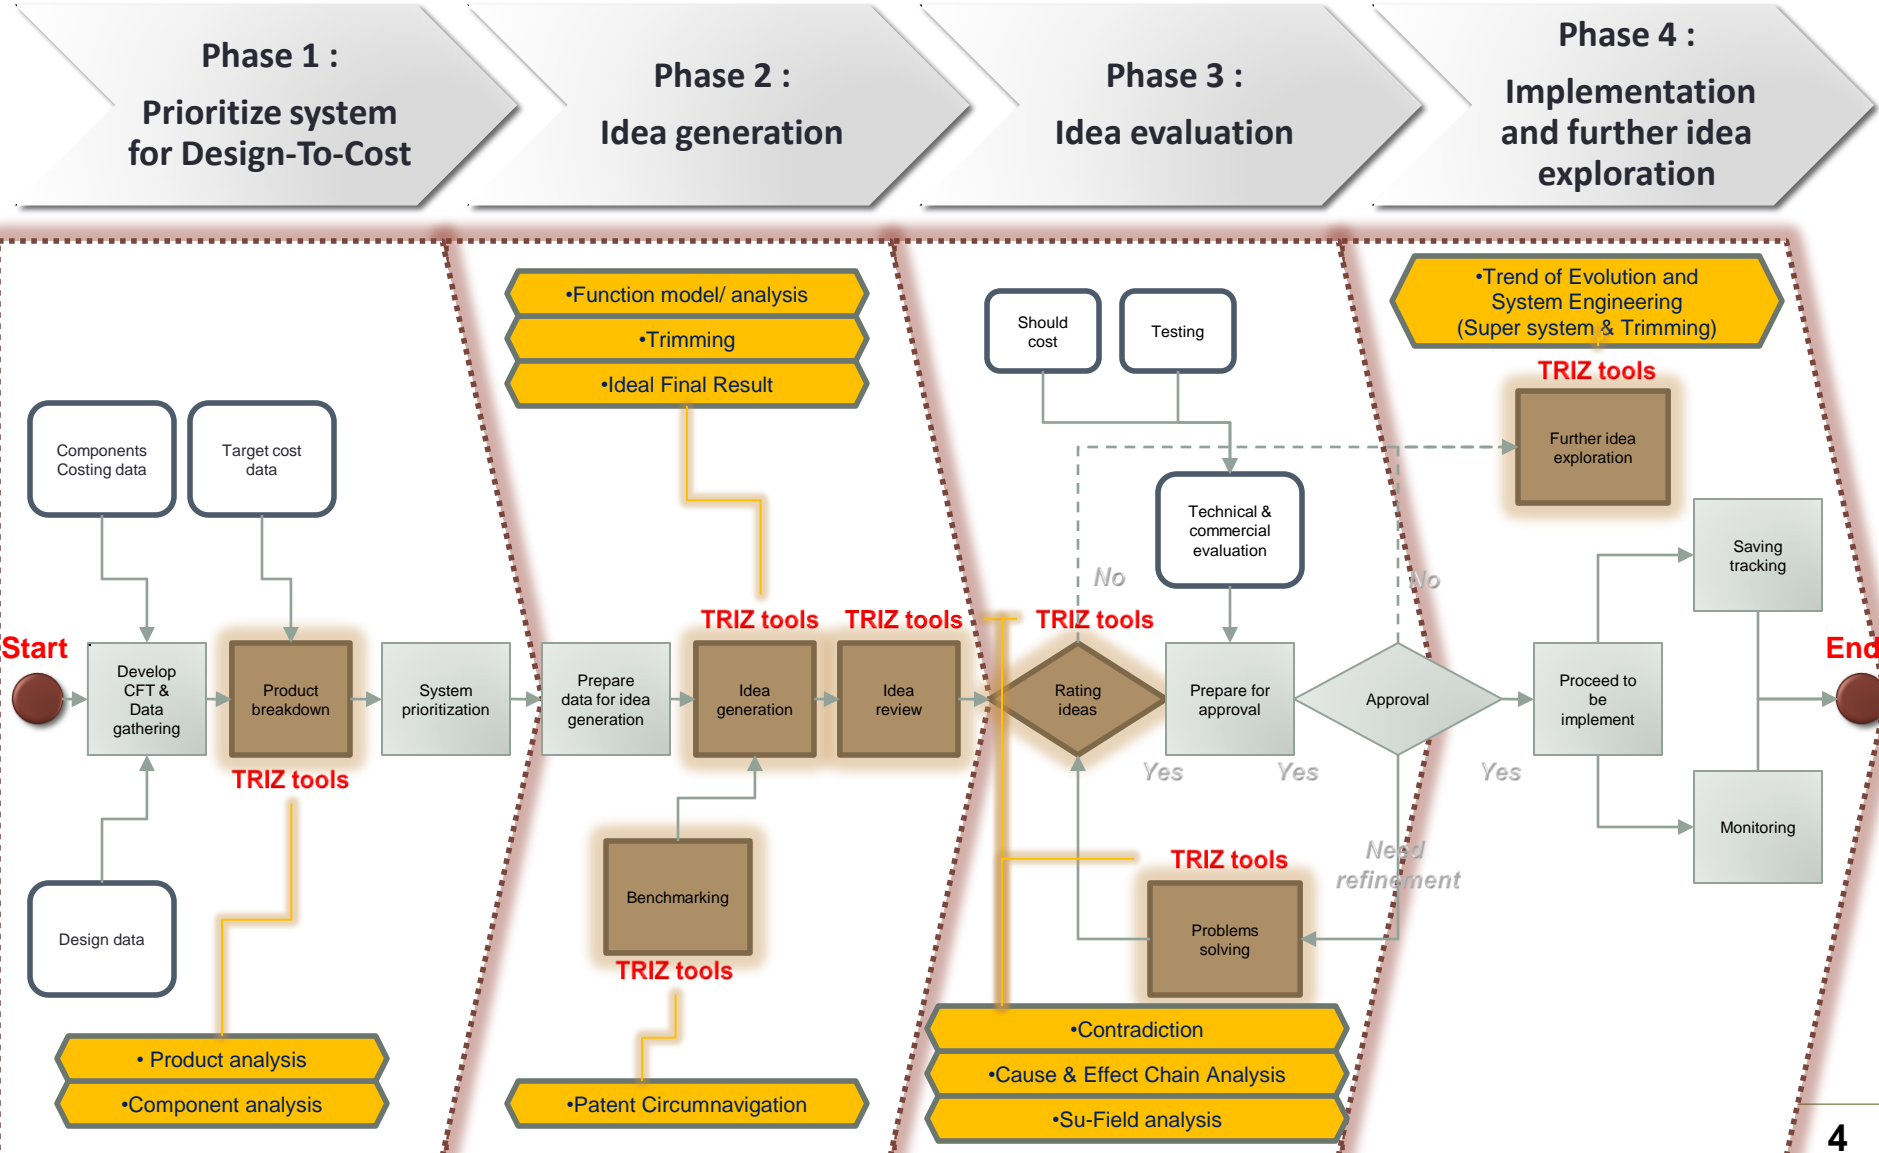 Phase 1 :
Prioritize system
for Design-To-Cost
Phase 2 :
Idea generation
Phase 3 :
Idea evaluation
Phase 4 :
Implementation
and further idea
exploration
•Function model/ analysis
•Trimming
•Ideal Final Result
Should
cost
Testing
•Trend of Evolution and
System Engineering
(Super system & Trimming)
TRIZ tools
Further idea
exploration
Components
Costing data
Target cost
data
Technical &
commercial
evaluation
Saving
tracking
No
No
TRIZ tools
TRIZ tools
TRIZ tools
Start
Develop
CFT &
Data
gathering
Product
breakdown
System
prioritization
Prepare
data for idea
generation
Idea
generation
Idea
review
Rating
ideas
Prepare for
approval
Approval
Proceed to
be
implement
End
Yes
Yes
Yes
TRIZ tools
Monitoring
Need
refinement
TRIZ tools
Benchmarking
Problems
solving
Design data
TRIZ tools
• Product analysis
•Component analysis
•Patent Circumnavigation
•Contradiction
•Cause & Effect Chain Analysis
•Su-Field analysis
4